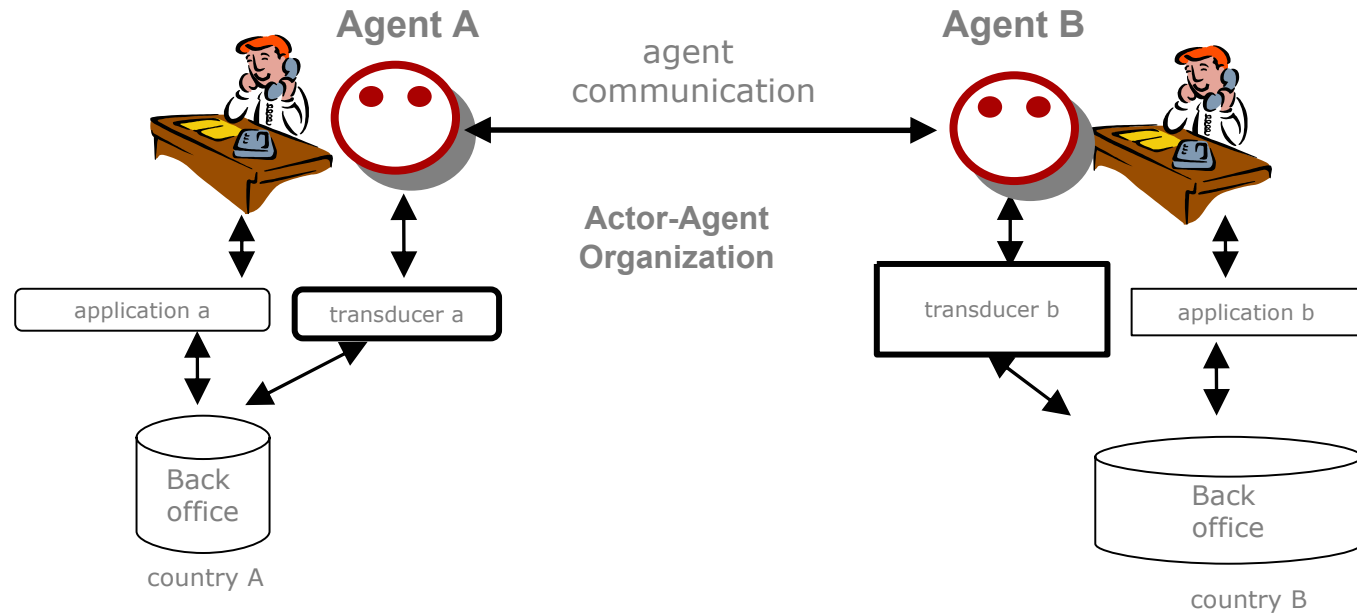 Agent A
Agent B
agent
communication
Actor-Agent
Organization
application a
transducer a
transducer b
application b
Back
office
Back
office
country A
country B